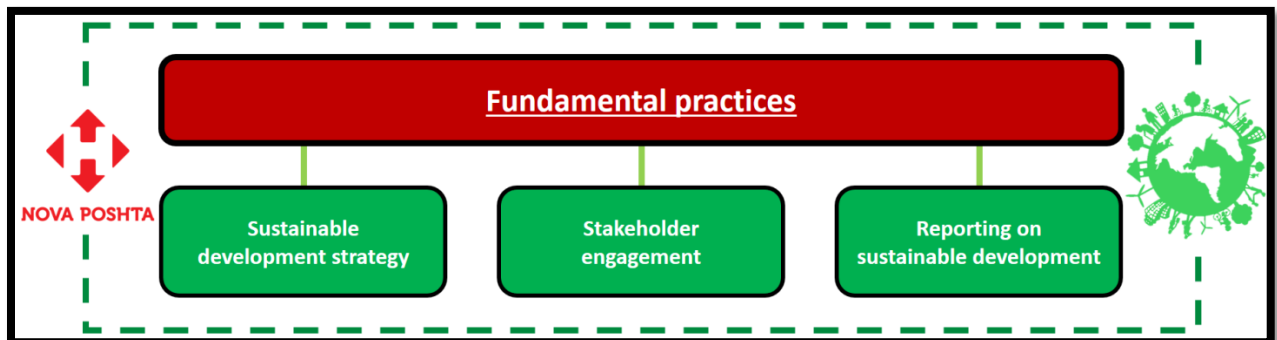 Fundamental practices
NOVA POSHTA
Sustainable
development strategy
Stakeholder
engagement
Reporting on
sustainable development